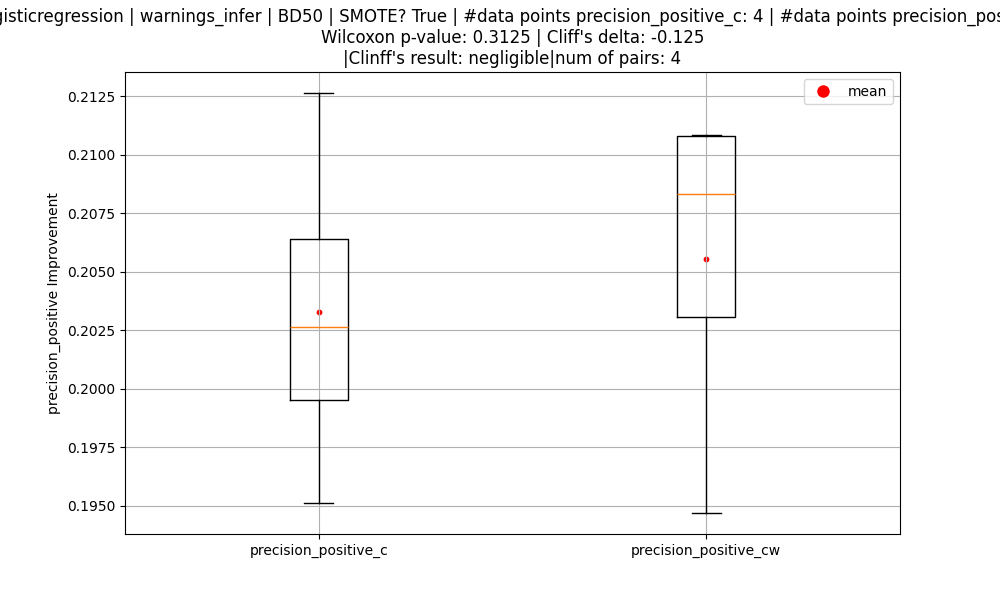 gisticregression | warnings_infer | BD50 | SMOTE? True | #data points precision_positive_c: 4 | #data points precision_pos
Wilcoxon p-value: 0.3125 | Cliff's delta: -0.125
|Clinff's result: negligible|num of pairs: 4
mean
0.2125
0.2100
0.2075
0.2050
0.2025
0.2000
0.1975
0.1950
precision_positive Improvement
precision_positive_c
precision_positive_cw